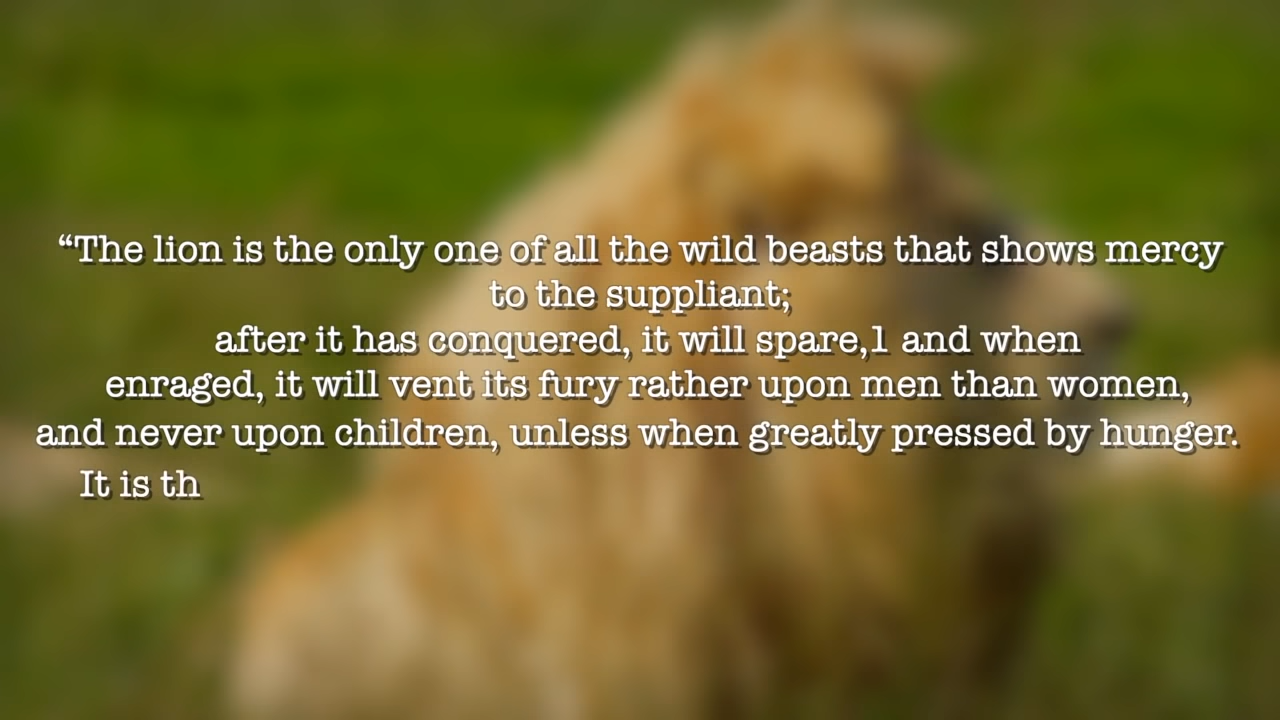 “The lion is the only one of all the wild beasts that shows mercy
to the suppliant;
after it has conquered, it will spare,1 and when
enraged, it will vent its fury rather upon men than women,
and never upon children, unless when greatly pressed by hunger.
It is th